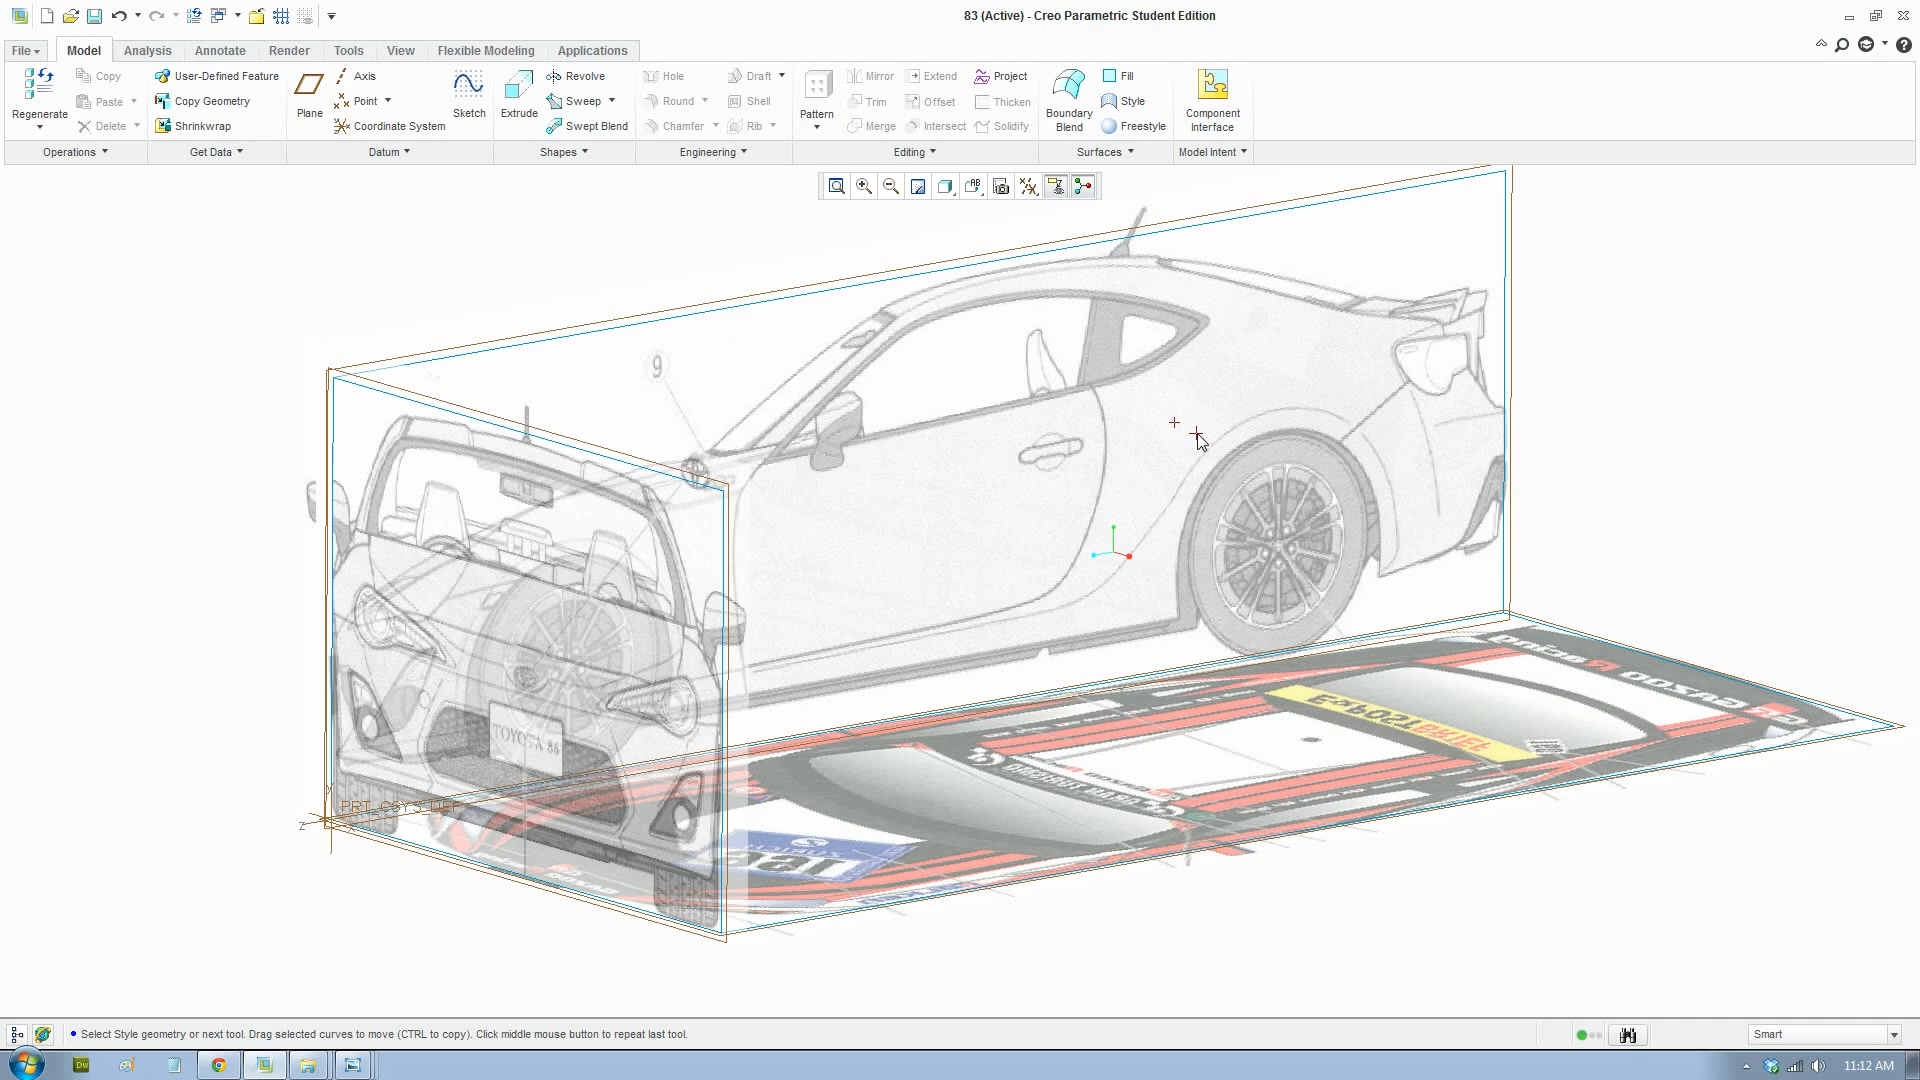 83 (Active) - Creo Parametric Student Edition
File Model Analysis Annotate Render Tools View Flexible Modeling Applications
Regenerate
Copy
Paste
Delete
Operations
User-Defined Feature
Copy Geometry
Shrinkwrap
Get Data
Plane
Axis
Point
Coordinate System
Sketch
Datum
Extrude
Revolve
Sweep
Swept Blend
Shapes
Hole
Round
Chamfer
Draft
Shell
Rib
Engineering
Pattern
Mirror
Trim
Merge
Extend
Offset
Intersect
Project
Thicken
Solidify
Editing
Boundary
Blend
Fill
Style
Freestyle
Surfaces
Component
Interface
Model Intent
9
TOYOTA 86
PRT_CSYS_DEF
Z
Select Style geometry or next tool. Drag selected curves to move (CTRL to copy). Click middle mouse button to repeat last tool.
Smart
Dw
11:12 AM